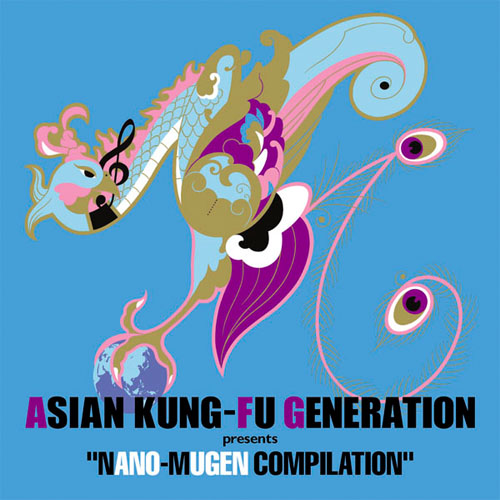 ASIAN KUNG-FU GENERATION
presents
"NANO-MUGEN COMPILATION"